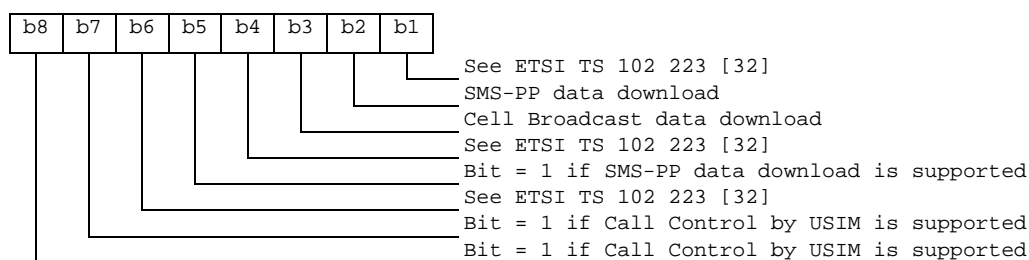 b8 b7 b6 b5 b4 b3 b2 b1
See ETSI TS 102 223 [32]
SMS-PP data download
Cell Broadcast data download
See ETSI TS 102 223 [32]
Bit = 1 if SMS-PP data download is supported
See ETSI TS 102 223 [32]
Bit = 1 if Call Control by USIM is supported
Bit = 1 if Call Control by USIM is supported